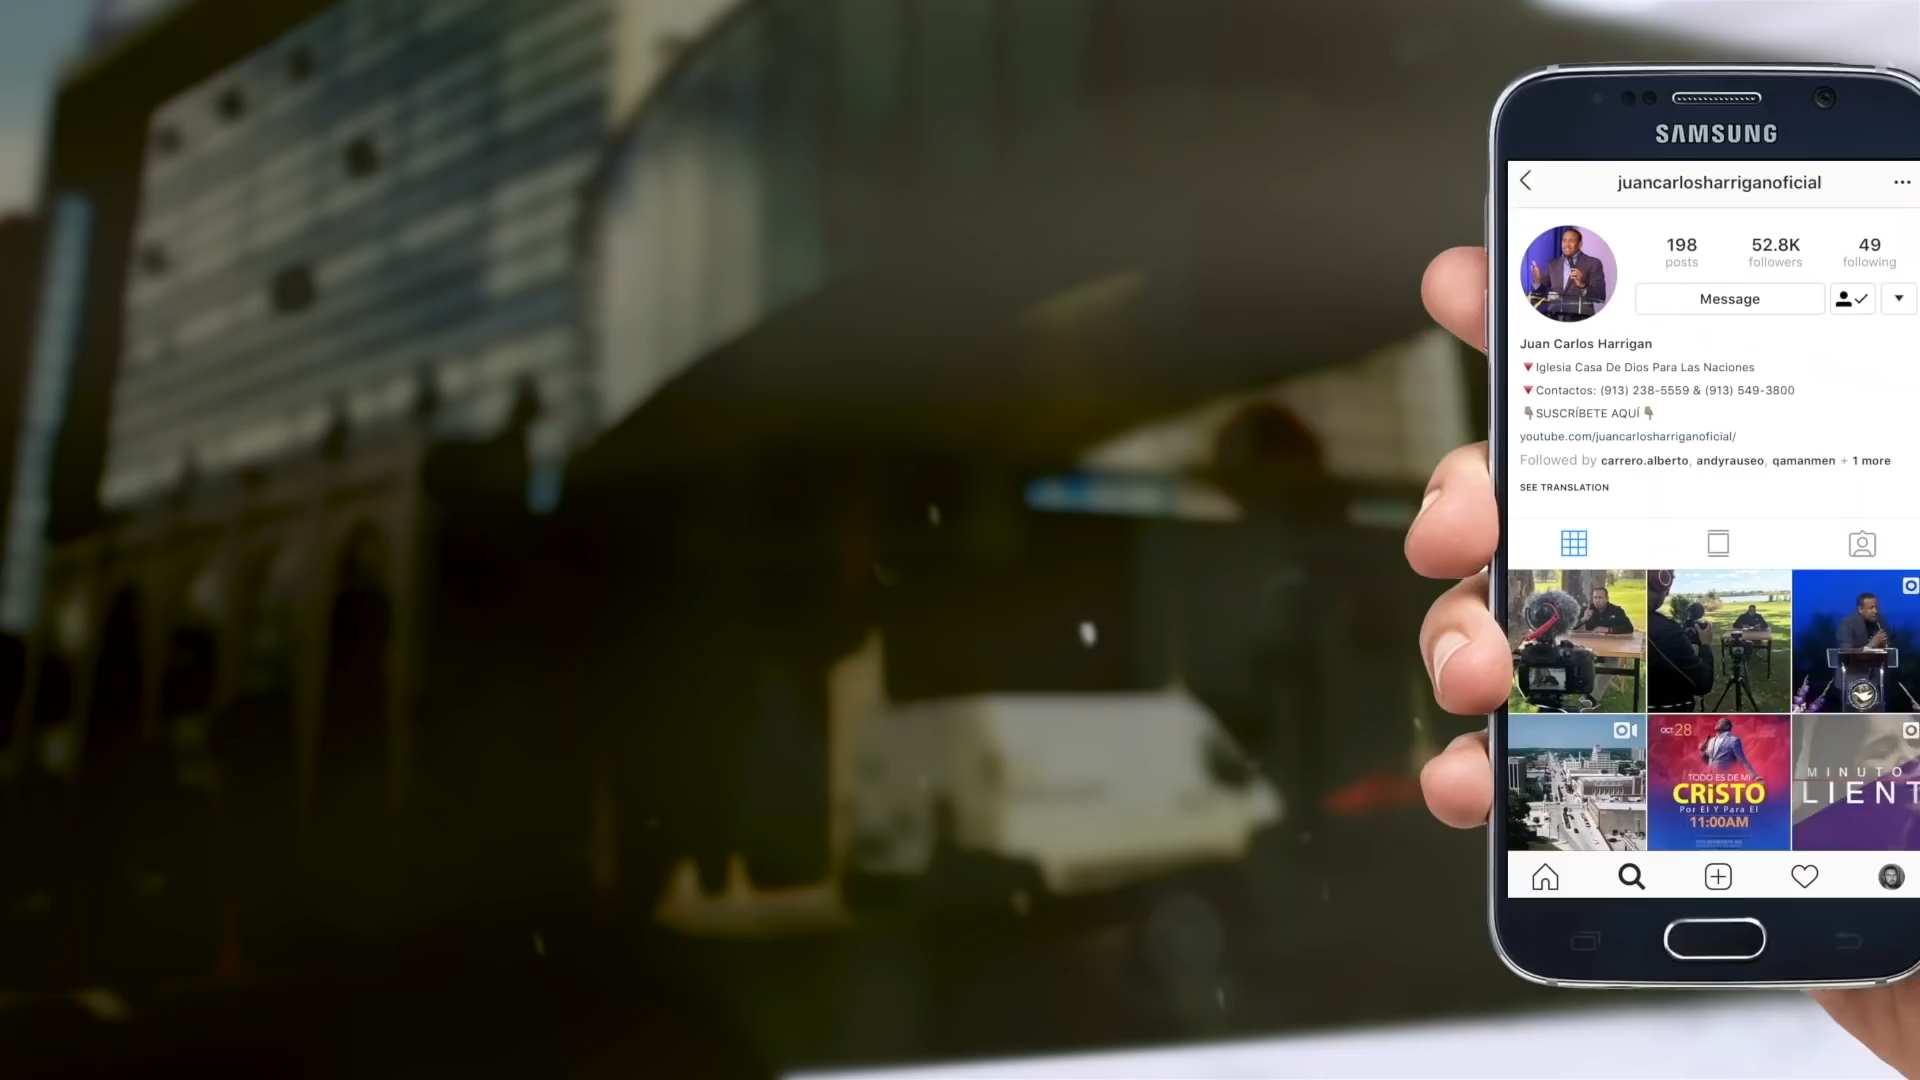 SAMSUNG
juancarlosharriganoficial
198
52.8K
49
posts
followers
following
Message
Juan Carlos Harrigan
Iglesia Casa De Dios Para Las Naciones
Contactos: (913) 238-5559 & (913) 549-3800
SUSCRÍBETE AQUÍ
youtube.com/juancarlosharriganoficial/
Followed by carrero.alberto, andyrauseo, qamanmen + 1 more
SEE TRANSLATION
OCT 28
TODO ES DE MI
CRiSTO
Por El Y Para El
11:00AM
MINUTO
LIENT